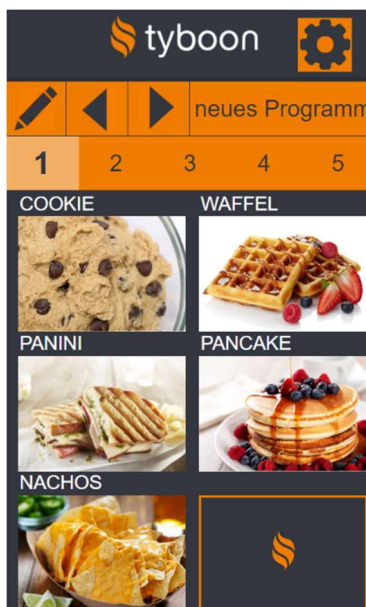 tyboon
neues Programm
1 2 3 4 5
COOKIE WAFFEL
PANINI PANCAKE
NACHOS